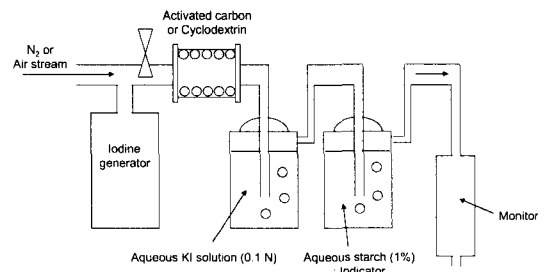 Activated carbon
or Cyclodextrin
N2 or
Air stream
Iodine
generator
Monitor
Aqueous KI solution (0.1 N)
Aqueous starch (1%)
: Indicator